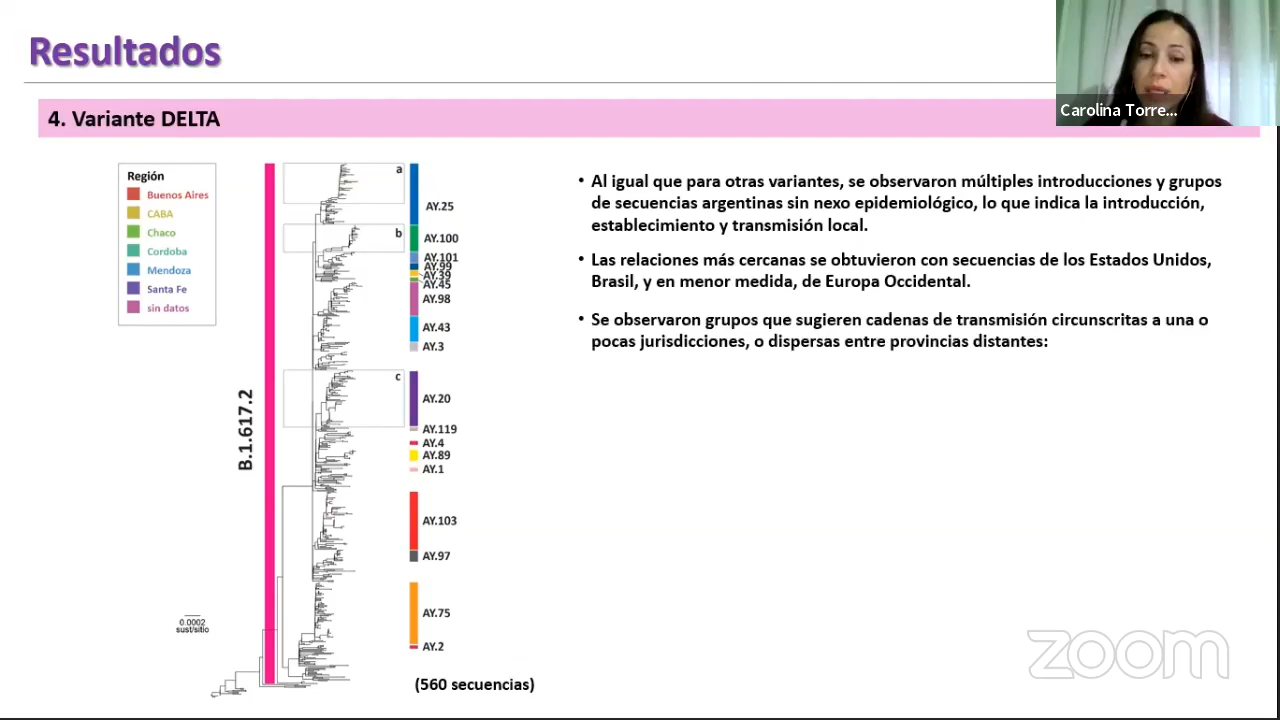 Resultados
Carolina Torre...
4. Variante DELTA
Región
Buenos Aires
CABA
Chaco
Cordoba
Mendoza
Santa Fe
sin datos
B.1.617.2
a
b
c
AY.25
AY.100
AY.101
AY.99
AY.39
AY.45
AY.98
AY.43
AY.3
AY.20
AY.119
AY.4
AY.89
AY.1
AY.103
AY.97
AY.75
AY.2
0.0002
sust/sitio
(560 secuencias)
• Al igual que para otras variantes, se observaron múltiples introducciones y grupos
de secuencias argentinas sin nexo epidemiológico, lo que indica la introducción,
establecimiento y transmisión local.
• Las relaciones más cercanas se obtuvieron con secuencias de los Estados Unidos,
Brasil, y en menor medida, de Europa Occidental.
• Se observaron grupos que sugieren cadenas de transmisión circunscritas a una o
pocas jurisdicciones, o dispersas entre provincias distantes:
zoom